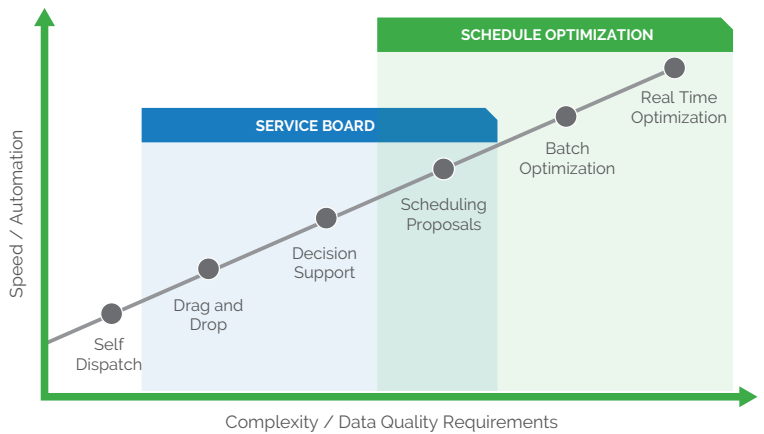 SCHEDULE OPTIMIZATION
Real Time
Optimization
SERVICE BOARD
Batch
Optimization
Scheduling
Proposals
Decision
Support
Drag and
Drop
Self
Dispatch
Speed / Automation
Complexity / Data Quality Requirements